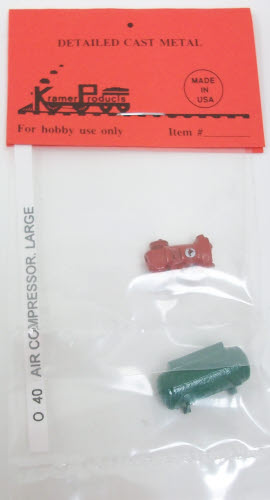 DETAILED CAST METAL
Kramer Products
MADE
IN
USA
For hobby use only
Item #
O 40 AIR COMPRESSOR, LARGE